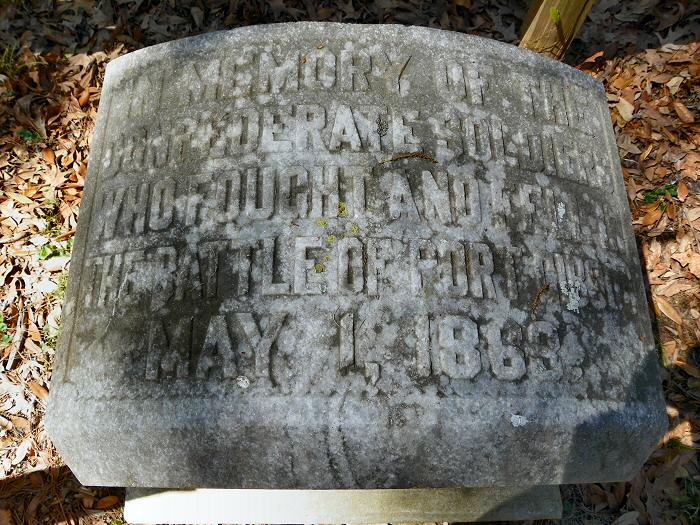 IN MEMORY OF THE
CONFEDERATE SOLDIERS
WHO FOUGHT AND FELL IN
THE BATTLE OF PORT GIBSON
MAY 1, 1863.